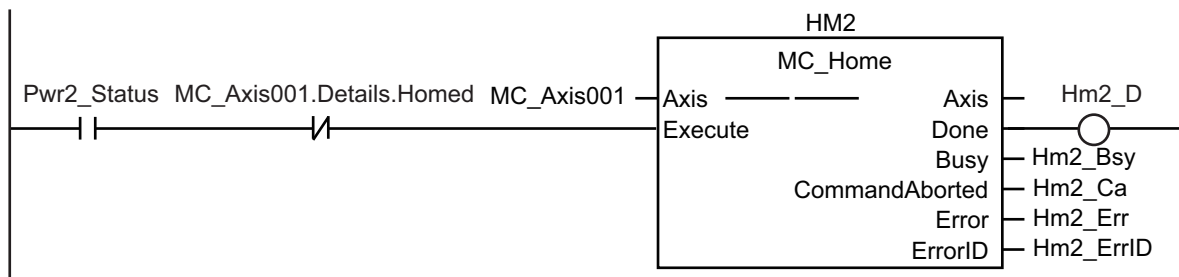 HM2
MC_Home
Pwr2_Status MC_Axis001.Details.Homed MC_Axis001 Axis Axis Hm2_D
Execute Done
Busy Hm2_Bsy
CommandAborted Hm2_Ca
Error Hm2_Err
ErrorID Hm2_ErrID